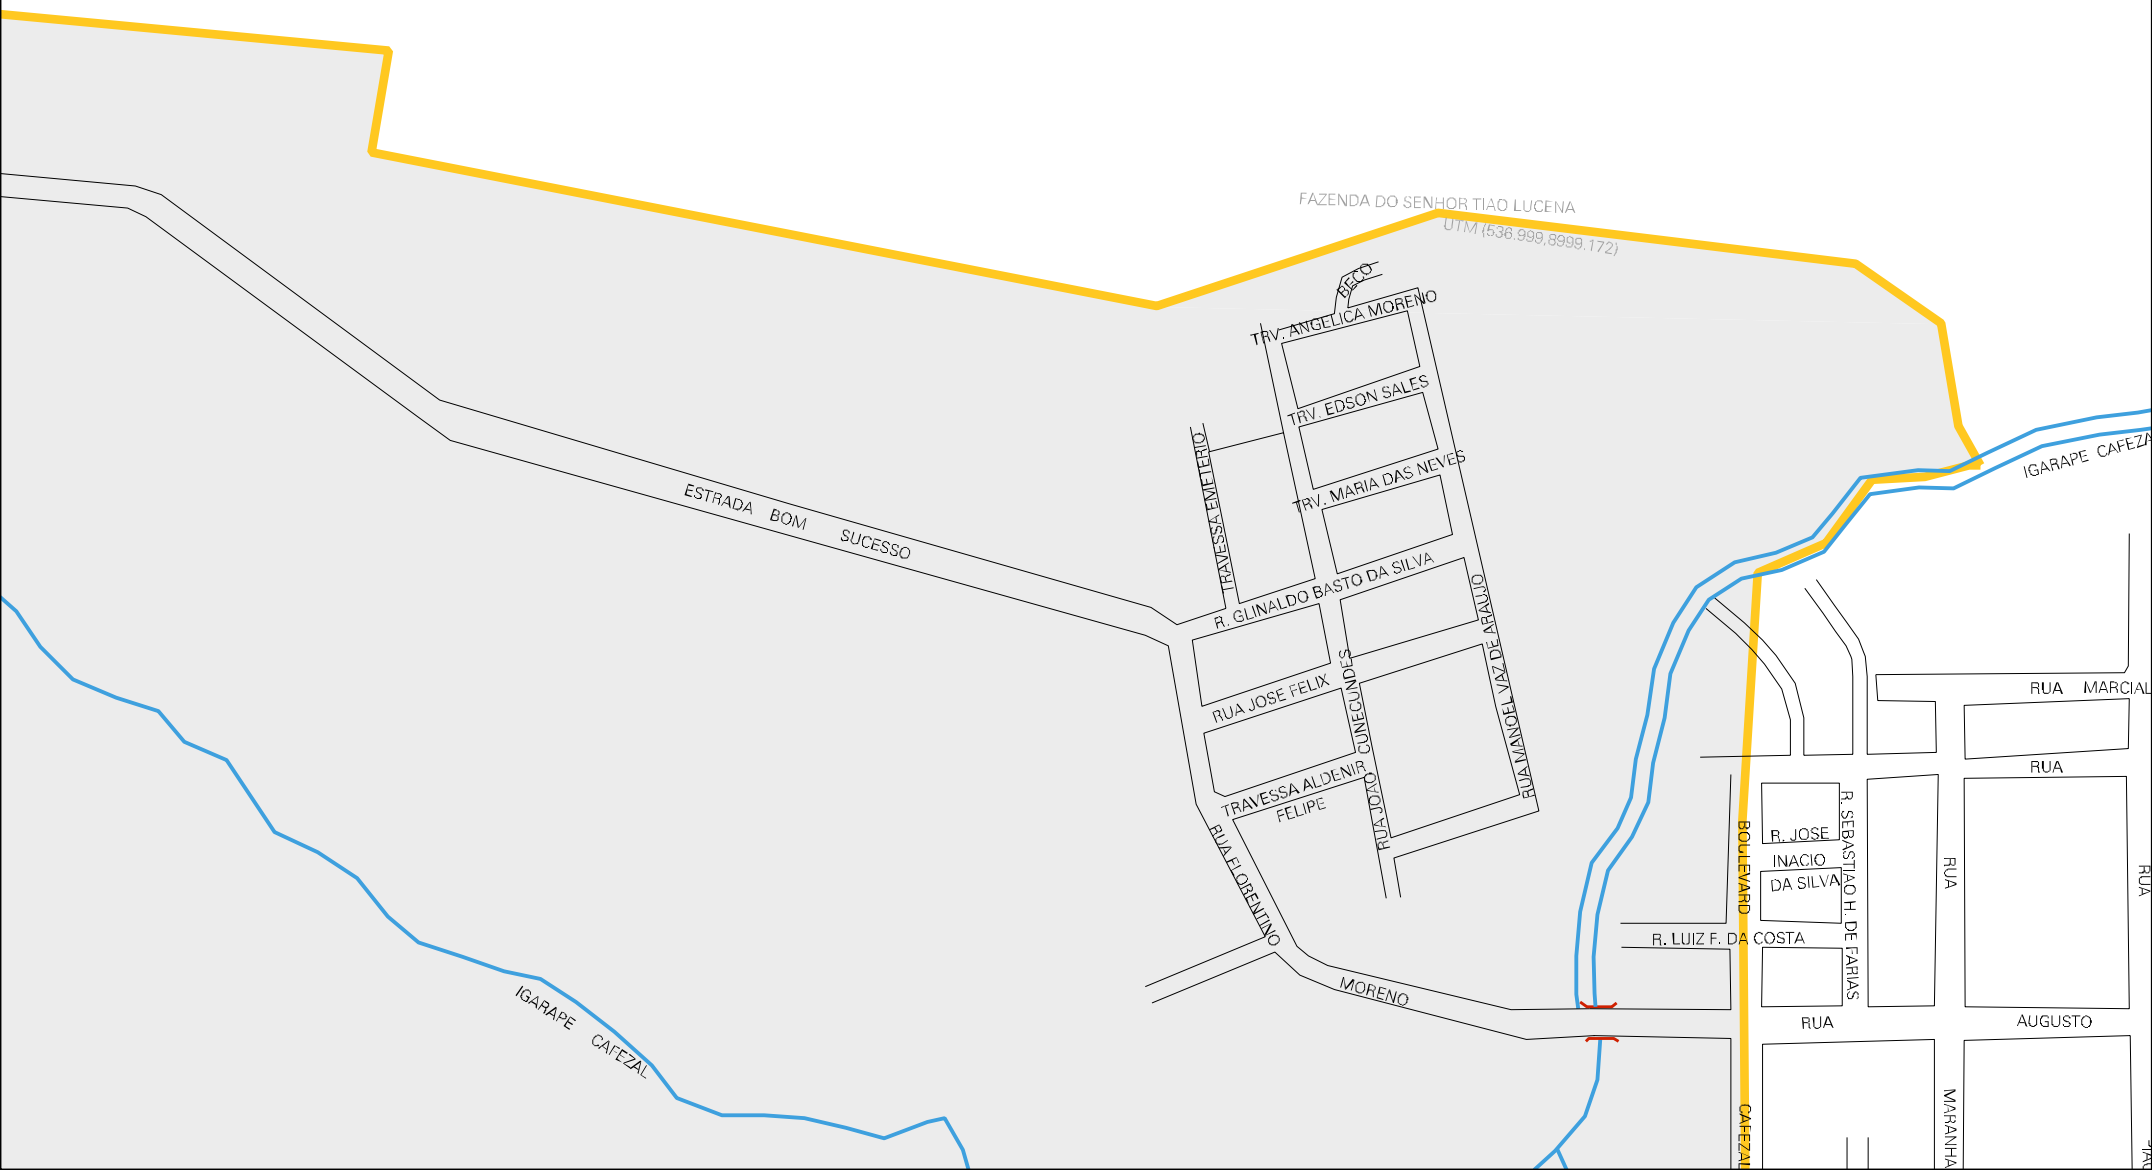 FAZENDA DO SENHOR TIAO LUCENA
UTM (536.999,8999.172)
BECO
TRV. ANGELICA MORENO
TRV. EDSON SALES
TRAVESSA EMETERIO
TRV. MARIA DAS NEVES
IGARAPE CAFEZA
ESTRADA BOM SUCESSO
R. GLINALDO BASTO DA SILVA
RUA MANOEL VAZ. DE ARAUJO
RUA JOSE FELIX
RUA JOAO CUNEGUNDES
TRAVESSA ALDENIR
FELIPE
RUA FLORENTINO MORENO
RUA MARCIAL
RUA
BOULEVARD CAFEZAL
R. JOSE
INACIO
DA SILVA
R. SEBASTIAO H. DE FARIAS
RUA MARANHA
RUA
R. LUIZ F. DA COSTA
RUA AUGUSTO
IGARAPE CAFEZAL